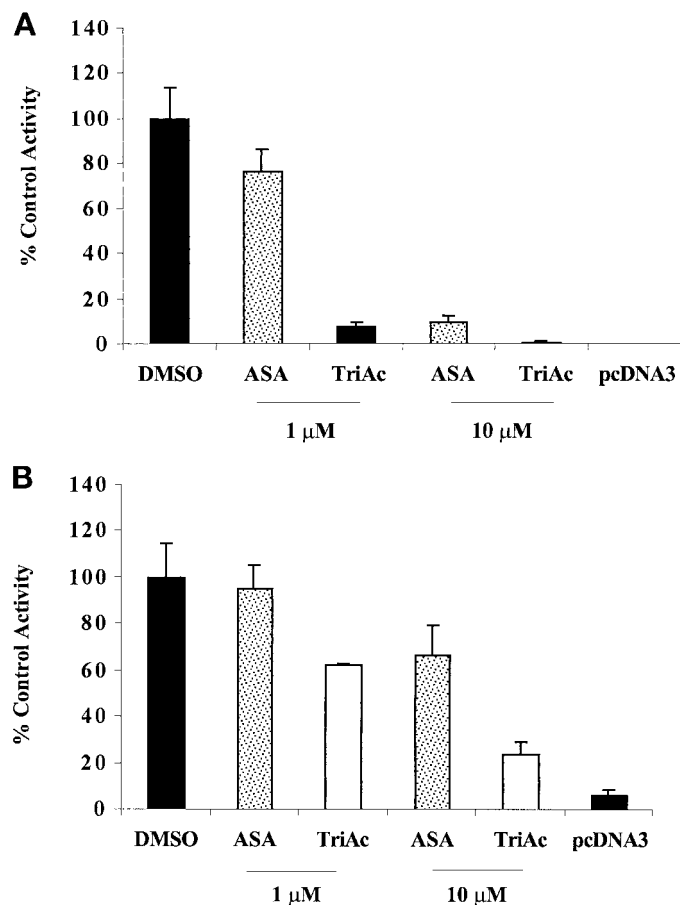 A
140
120
100
80
60
40
20
0
% Control Activity
DMSO ASA TriAc ASA TriAc pcDNA3
1 μM 10 μM
B
140
120
100
80
60
40
20
0
% Control Activity
DMSO ASA TriAc ASA TriAc pcDNA3
1 μM 10 μM